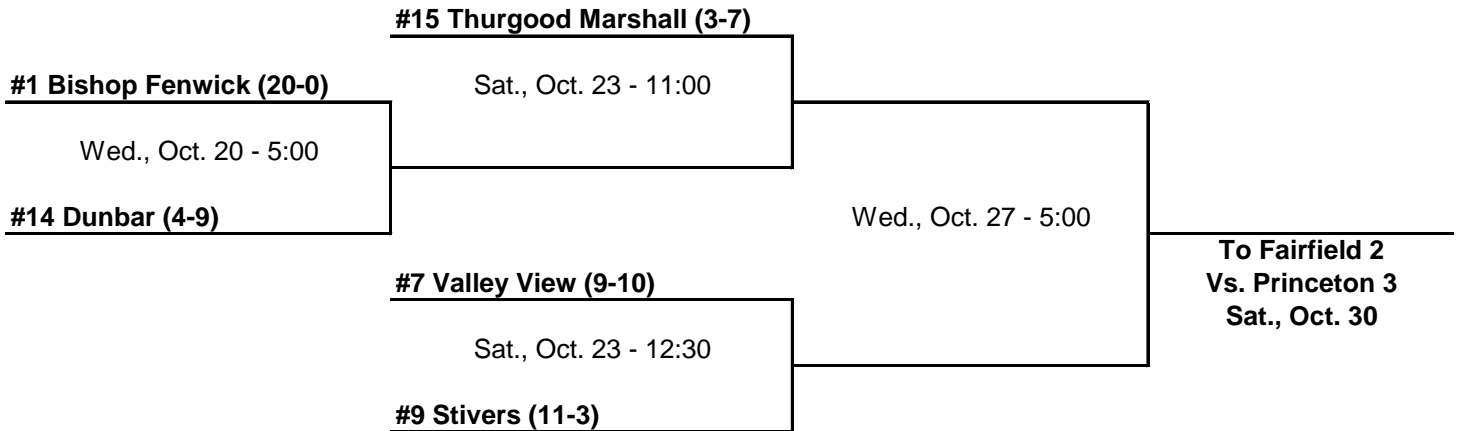 #15 Thurgood Marshall (3-7)
#1 Bishop Fenwick (20-0)
Sat., Oct. 23 - 11:00
Wed., Oct. 20 - 5:00
#14 Dunbar (4-9)
Wed., Oct. 27 - 5:00
To Fairfield 2
Vs. Princeton 3
Sat., Oct. 30
#7 Valley View (9-10)
Sat., Oct. 23 - 12:30
#9 Stivers (11-3)